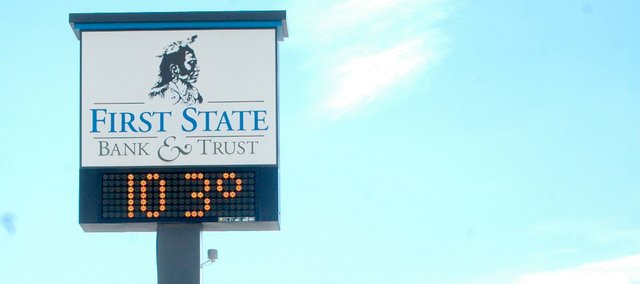 FIRST STATE
BANK & TRUST
103°